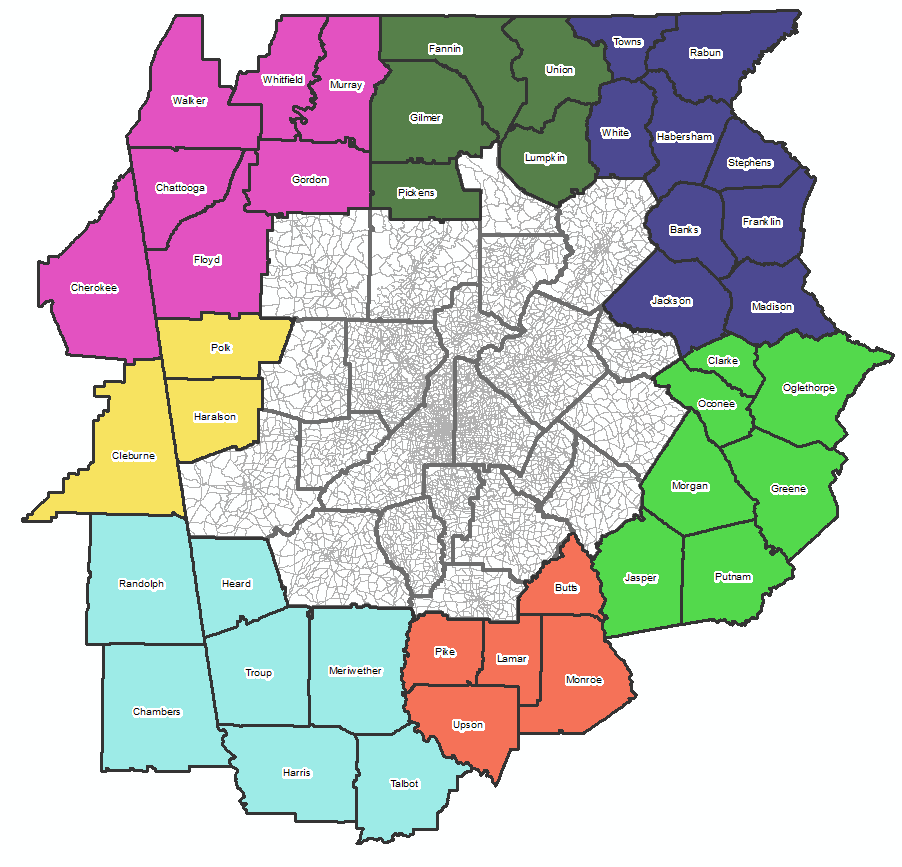 Towns
Fannin
Rabun
Union
Whitfield
Murray
Walker
Gilmer
White
Habersham
Lumpkin
Stephens
Gordon
Chattooga
Pickens
Franklin
Banks
Floyd
Cherokee
Jackson
Madison
Polk
Clarke
Oglethorpe
Oconee
Haralson
Cleburne
Morgan
Greene
Jasper
Putnam
Randolph
Heard
Butts
Pike
Lamar
Troup
Meriwether
Monroe
Chambers
Upson
Harris
Talbot